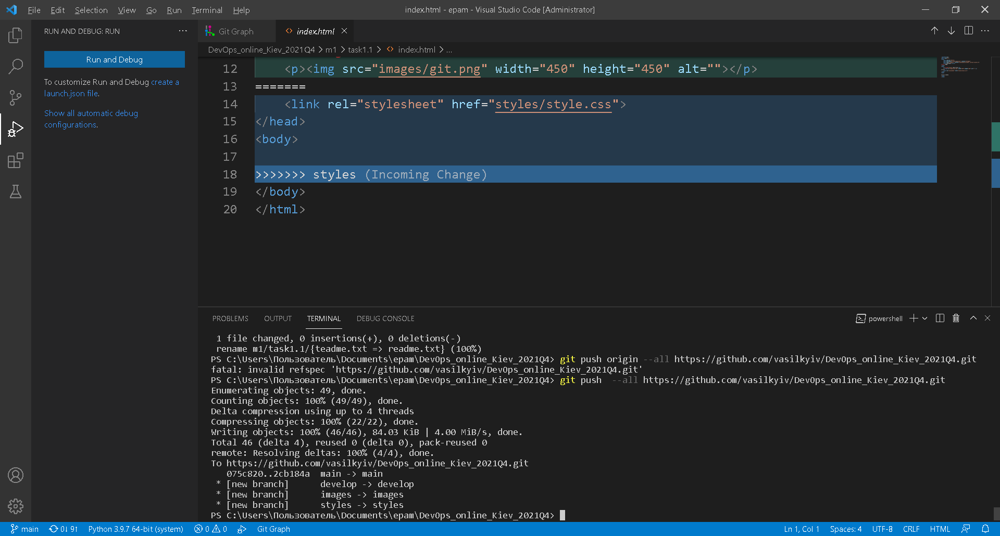 File Edit Selection View Go Run Terminal Help
index.html - epam - Visual Studio Code [Administrator]
RUN AND DEBUG: RUN
Run and Debug
To customize Run and Debug create a
launch.json file.
Show all automatic debug
configurations.
Git Graph
index.html
DevOps_online_Kiev_2021Q4 > m1 > task1.1 > index.html > ...
12 <p><img src="images/git.png" width="450" height="450" alt=""></p>
13 =======
14 <link rel="stylesheet" href="styles/style.css">
15 </head>
16 <body>
17
18 >>>>>>> styles (Incoming Change)
19 </body>
20 </html>
PROBLEMS OUTPUT TERMINAL DEBUG CONSOLE
powershell
1 file changed, 0 insertions(+), 0 deletions(-)
rename m1/task1.1/{teadme.txt => readme.txt} (100%)
PS C:\Users\Пользователь\Documents\epam\DevOps_online_Kiev_2021Q4> git push origin --all https://github.com/vasilkyiv/DevOps_online_Kiev_2021Q4.git
fatal: invalid refspec 'https://github.com/vasilkyiv/DevOps_online_Kiev_2021Q4.git'
PS C:\Users\Пользователь\Documents\epam\DevOps_online_Kiev_2021Q4> git push  --all https://github.com/vasilkyiv/DevOps_online_Kiev_2021Q4.git
Enumerating objects: 49, done.
Counting objects: 100% (49/49), done.
Delta compression using up to 4 threads
Compressing objects: 100% (22/22), done.
Writing objects: 100% (46/46), 84.03 KiB | 4.00 MiB/s, done.
Total 46 (delta 4), reused 0 (delta 0), pack-reused 0
remote: Resolving deltas: 100% (4/4), done.
To https://github.com/vasilkyiv/DevOps_online_Kiev_2021Q4.git
075c820..2cb184a  main -> main
* [new branch]      develop -> develop
* [new branch]      images -> images
* [new branch]      styles -> styles
PS C:\Users\Пользователь\Documents\epam\DevOps_online_Kiev_2021Q4>
main 0↓ 9↑ Python 3.9.7 64-bit (system) 0 0 Git Graph
Ln 1, Col 1 Spaces: 4 UTF-8 CRLF HTML